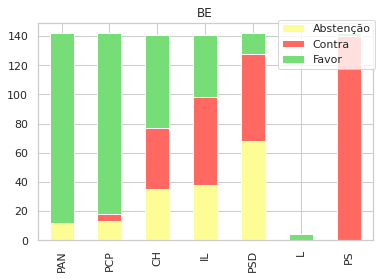 BE
Abstenção
Contra
Favor
140
120
100
80
60
40
20
0
PAN
PCP
CH
IL
PSD
L
PS